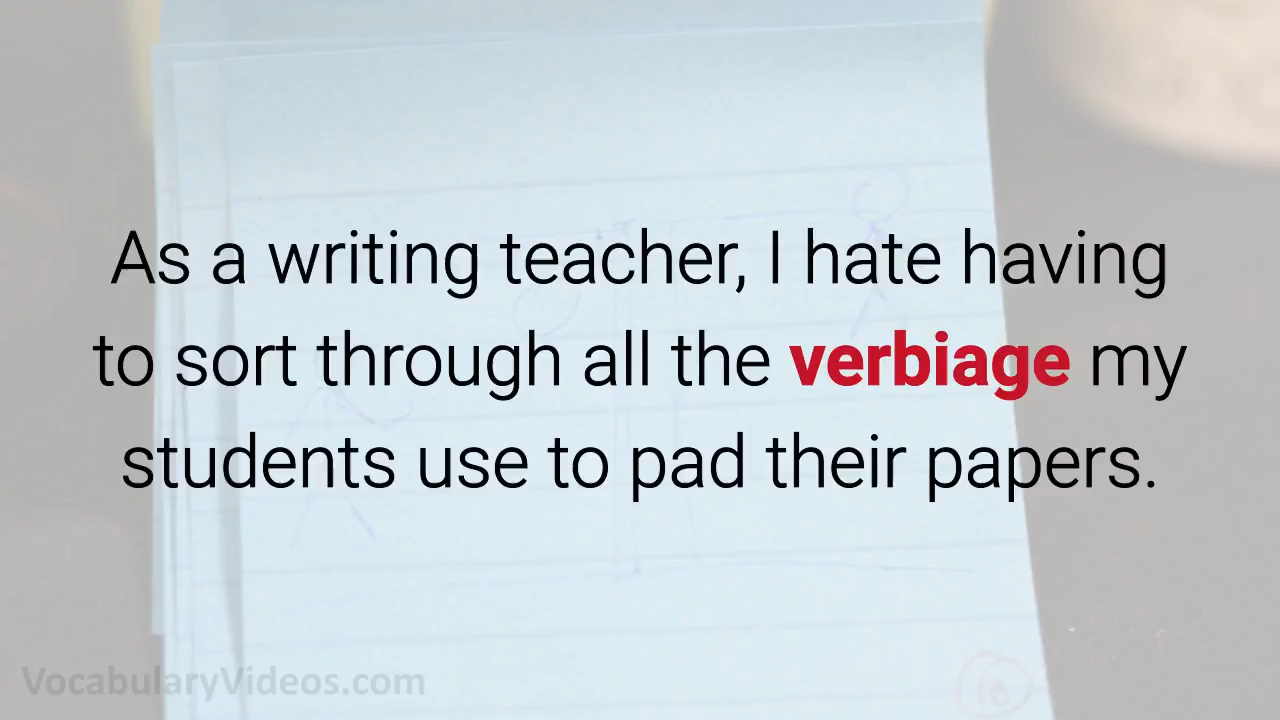 As a writing teacher, I hate having
to sort through all the verbiage my
students use to pad their papers.
VocabularyVideos.com